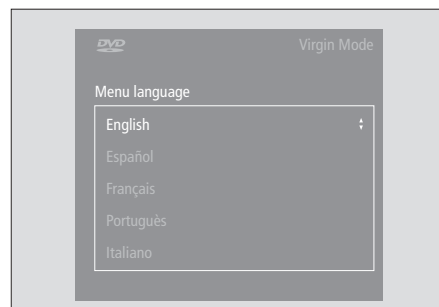 DVD
Virgin Mode
Menu language
English
Español
Français
Português
Italiano